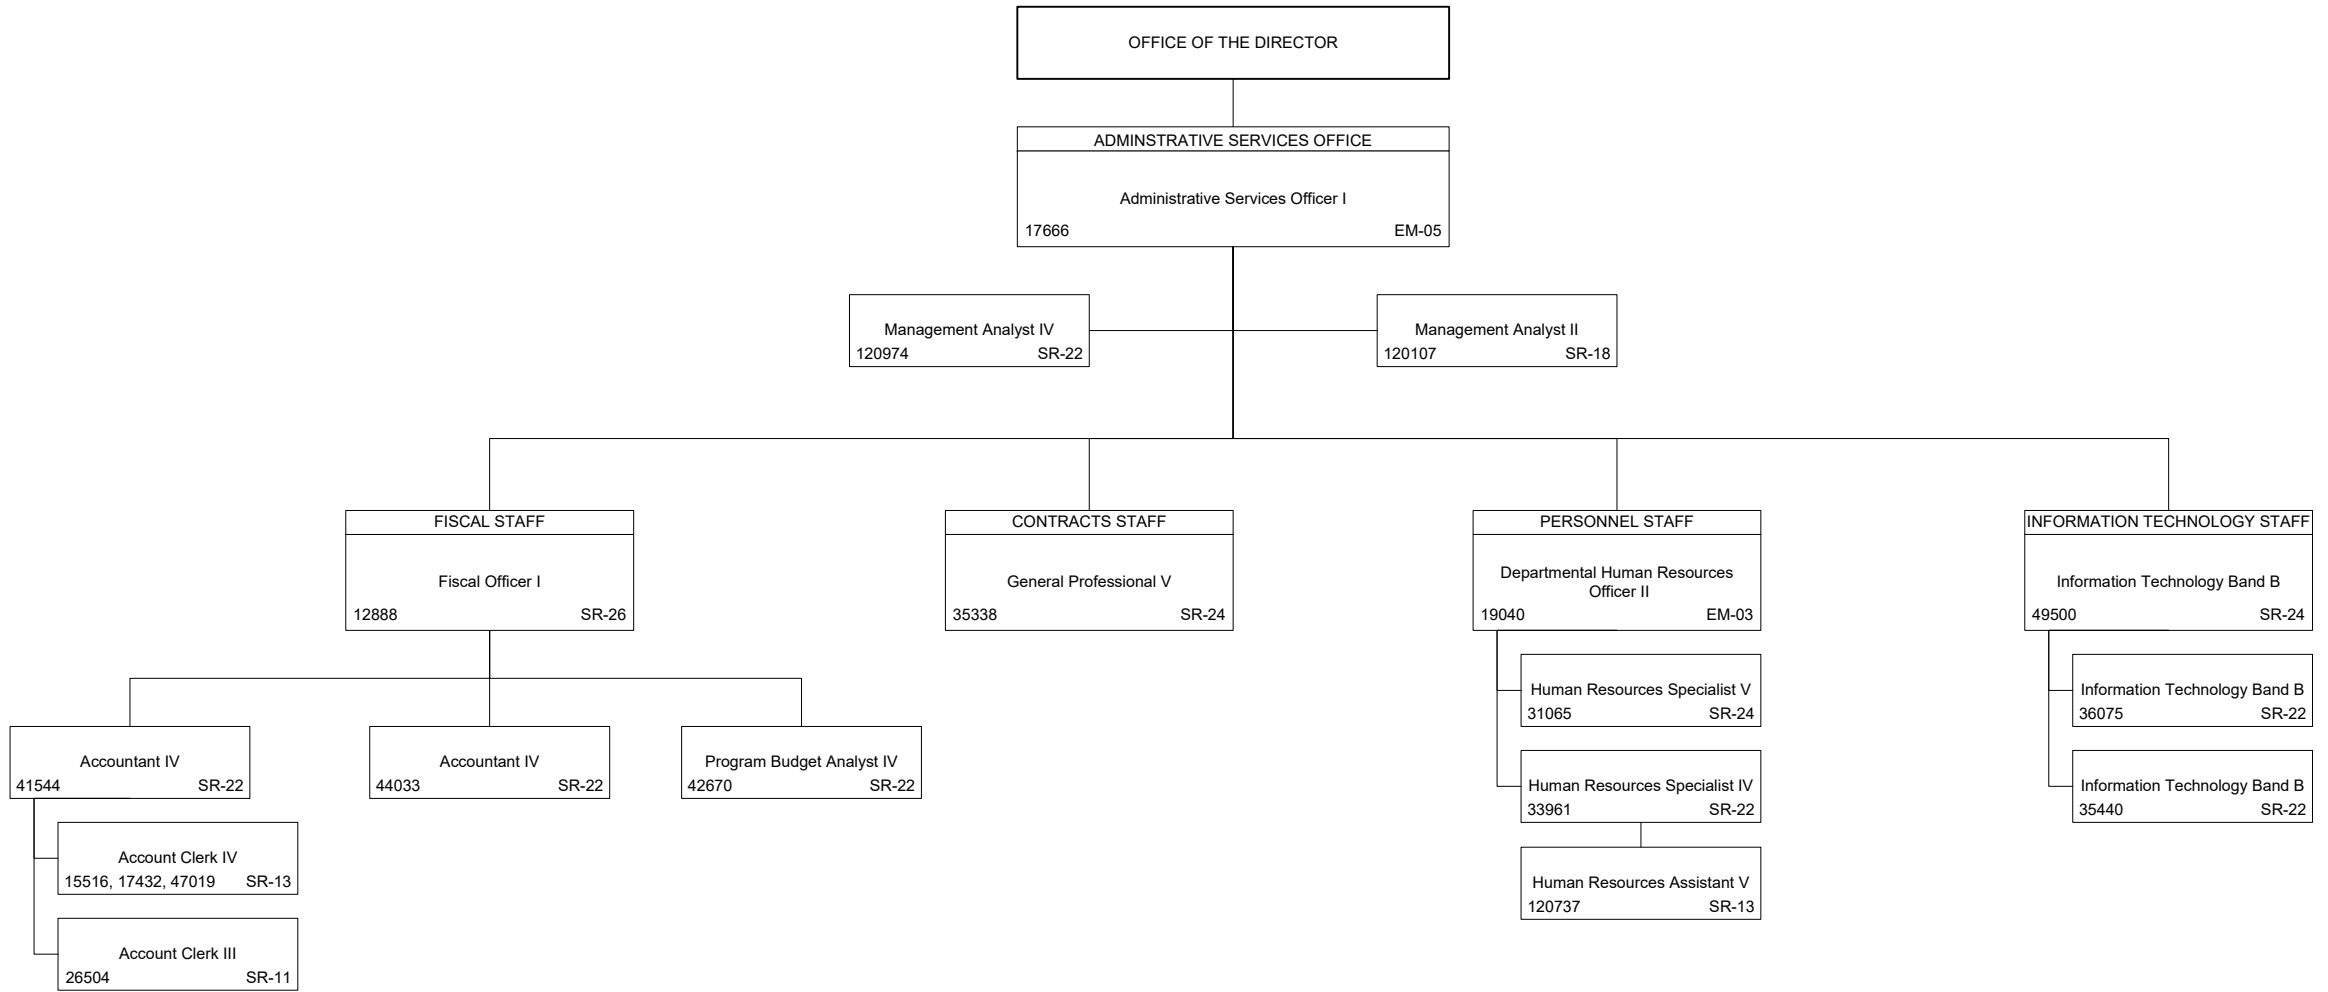 OFFICE OF THE DIRECTOR
ADMINSTRATIVE SERVICES OFFICE
Administrative Services Officer I
17666 EM-05
Management Analyst IV
120974 SR-22
Management Analyst II
120107 SR-18
FISCAL STAFF
Fiscal Officer I
12888 SR-26
CONTRACTS STAFF
General Professional V
35338 SR-24
PERSONNEL STAFF
Departmental Human Resources
Officer II
19040 EM-03
INFORMATION TECHNOLOGY STAFF
Information Technology Band B
49500 SR-24
Accountant IV
41544 SR-22
Account Clerk IV
15516, 17432, 47019 SR-13
Account Clerk III
26504 SR-11
Accountant IV
44033 SR-22
Program Budget Analyst IV
42670 SR-22
Human Resources Specialist V
31065 SR-24
Human Resources Specialist IV
33961 SR-22
Human Resources Assistant V
120737 SR-13
Information Technology Band B
36075 SR-22
Information Technology Band B
35440 SR-22